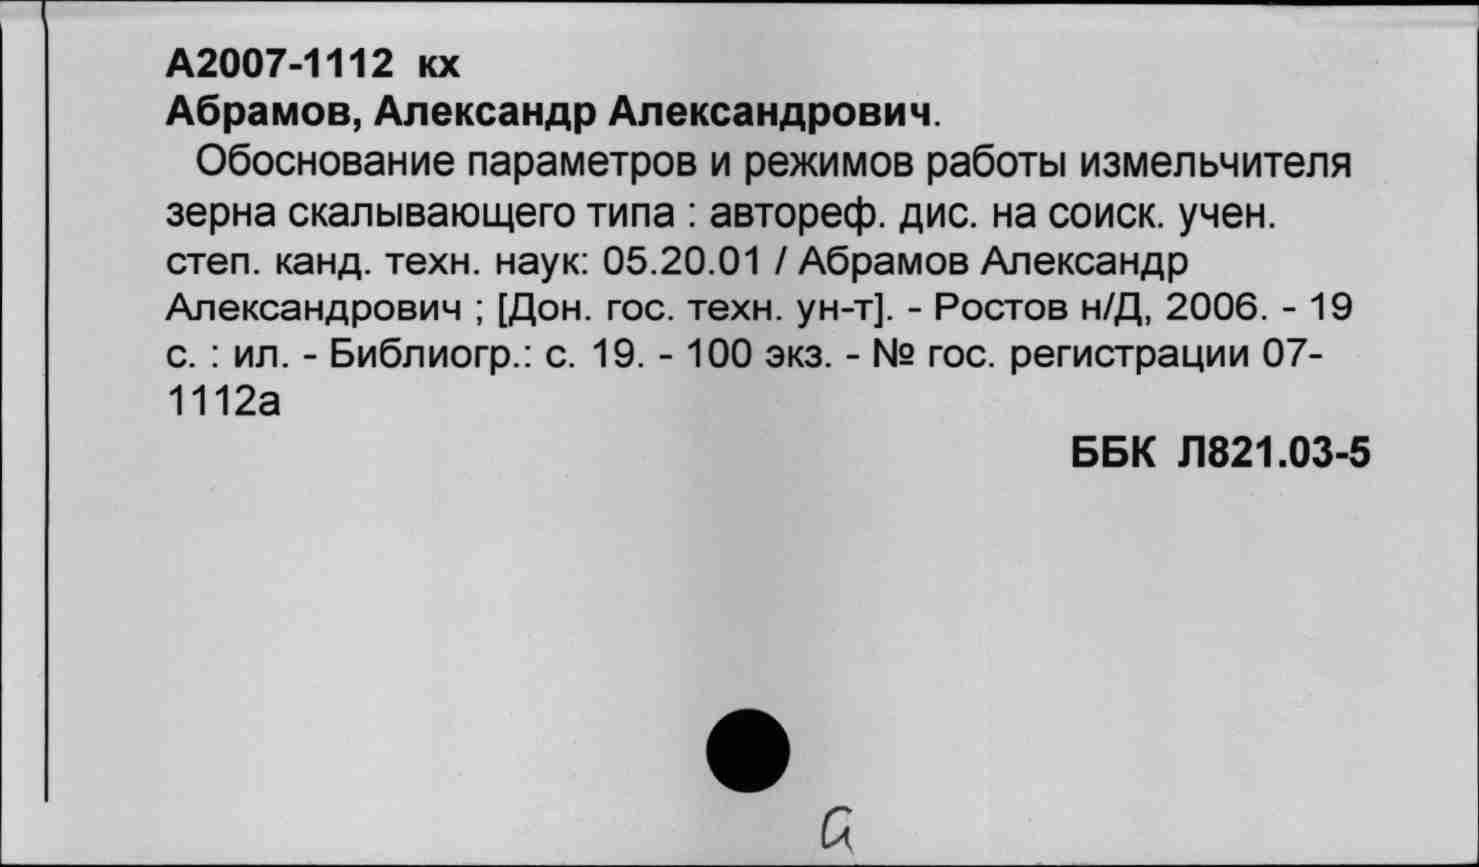 А2007-1112 кх
Абрамов, Александр Александрович.
Обоснование параметров и режимов работы измельчителя
зерна скалывающего типа : автореф. дис. на соиск. учен.
степ. канд. техн. наук: 05.20.01 / Абрамов Александр
Александрович ; [Дон. гос. техн. ун-т]. - Ростов н/Д, 2006. - 19
с. : ил. - Библиогр.: с. 19. - 100 экз. - № гос. регистрации 07-
1112а
ББК Л821.03-5